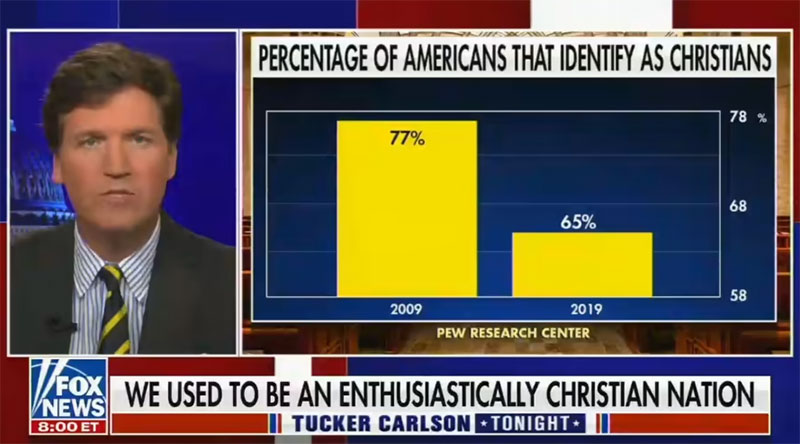 PERCENTAGE OF AMERICANS THAT IDENTIFY AS CHRISTIANS
78 %
77%
68
65%
58
2009 2019
PEW RESEARCH CENTER
FOX
NEWS
8:00 ET
WE USED TO BE AN ENTHUSIASTICALLY CHRISTIAN NATION
TUCKER CARLSON ★TONIGHT★